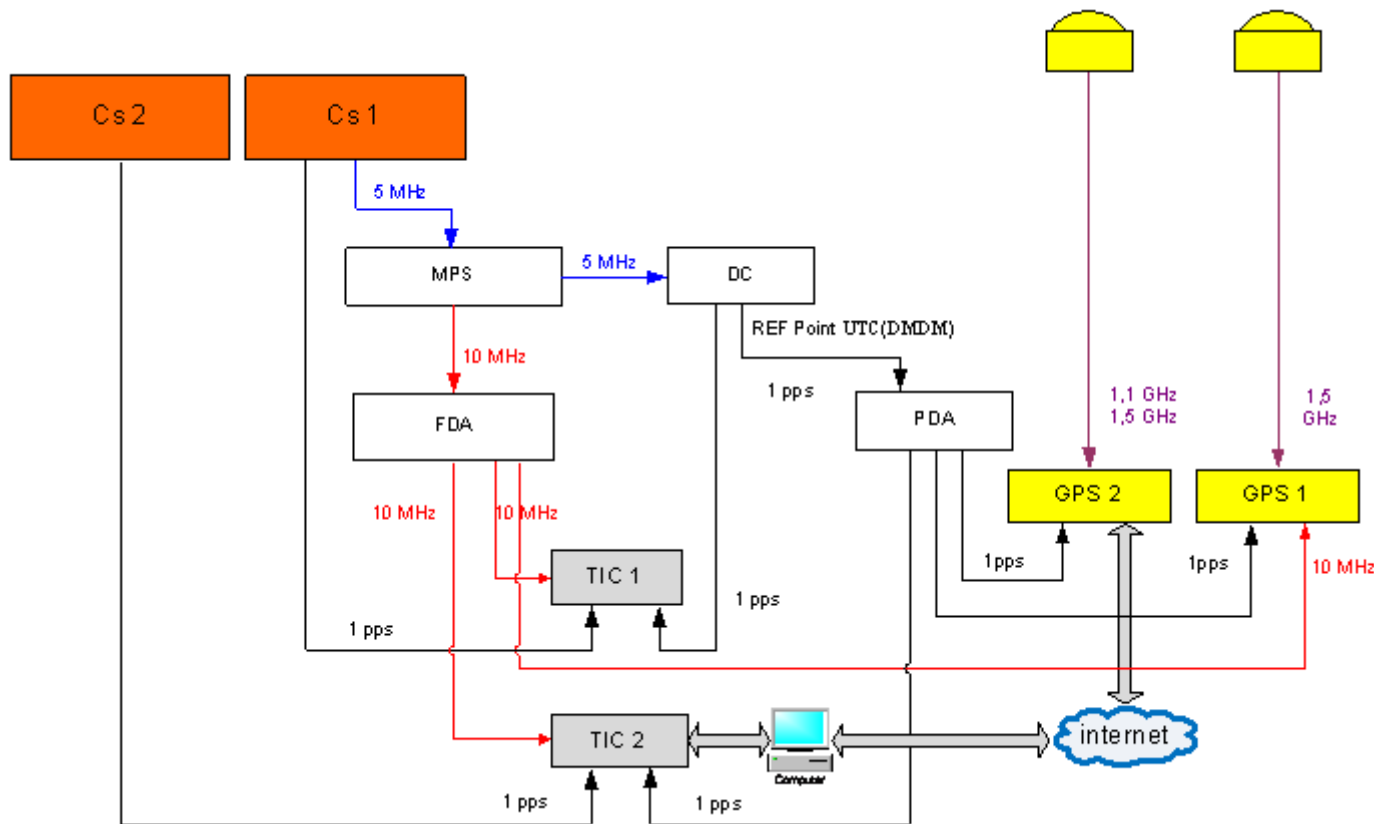 Cs 2
Cs 1
5 MHz
MPS
5 MHz
DC
REF Point UTC(DMDM)
10 MHz
1 pps
1,1 GHz
1,5 GHz
1,5
GHz
FDA
PDA
GPS 2
GPS 1
10 MHz
10 MHz
1pps
1pps
10 MHz
TIC 1
1 pps
1 pps
TIC 2
Computer
internet
1 pps
1 pps